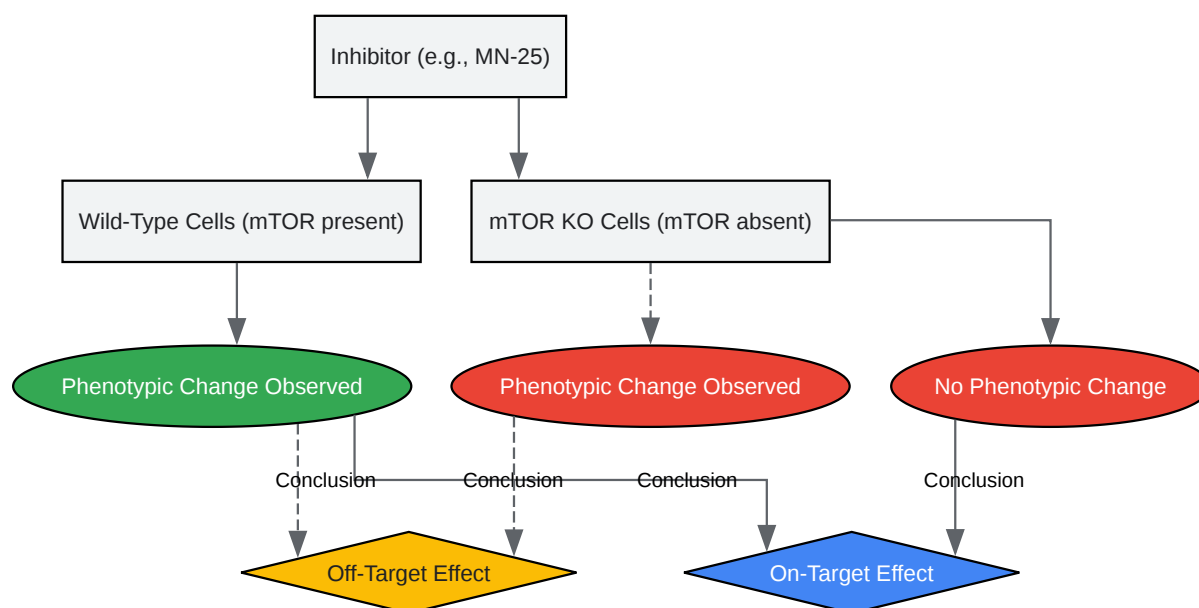 Inhibitor (e.g., MN-25)
Wild-Type Cells (mTOR present)
mTOR KO Cells (mTOR absent)
Phenotypic Change Observed
Phenotypic Change Observed
No Phenotypic Change
Conclusion
Conclusion
Conclusion
Conclusion
Off-Target Effect
On-Target Effect